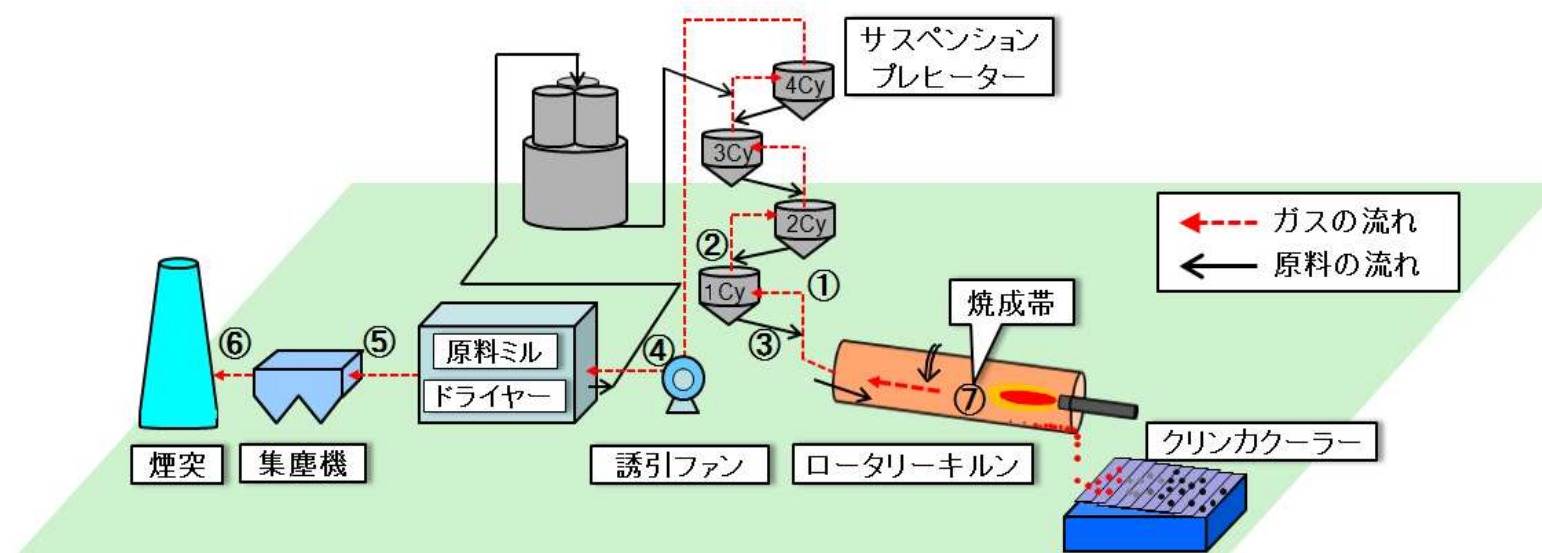 サスペンション
プレヒーター
4Cy
3Cy
2Cy
②
1Cy
①
③
ガスの流れ
原料の流れ
焼成帯
⑥
⑤
④
原料ミル
ドライヤー
⑦
煙突
集塵機
誘引ファン
ロータリーキルン
クリンカクーラー